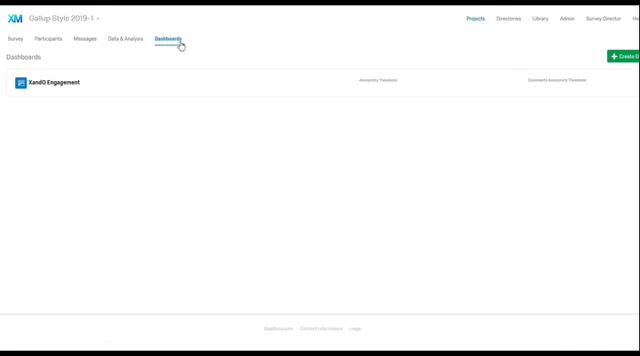 XM Gallup Style 2019-1 Projects Directories Library Admin Survey Director
Survey Participants Messages Data & Analysis Dashboards
Dashboards
+ Create D
XandO Engagement Anonymity Threshold Comments Anonymity Threshold
Qualtrics.com Contact Information Legal